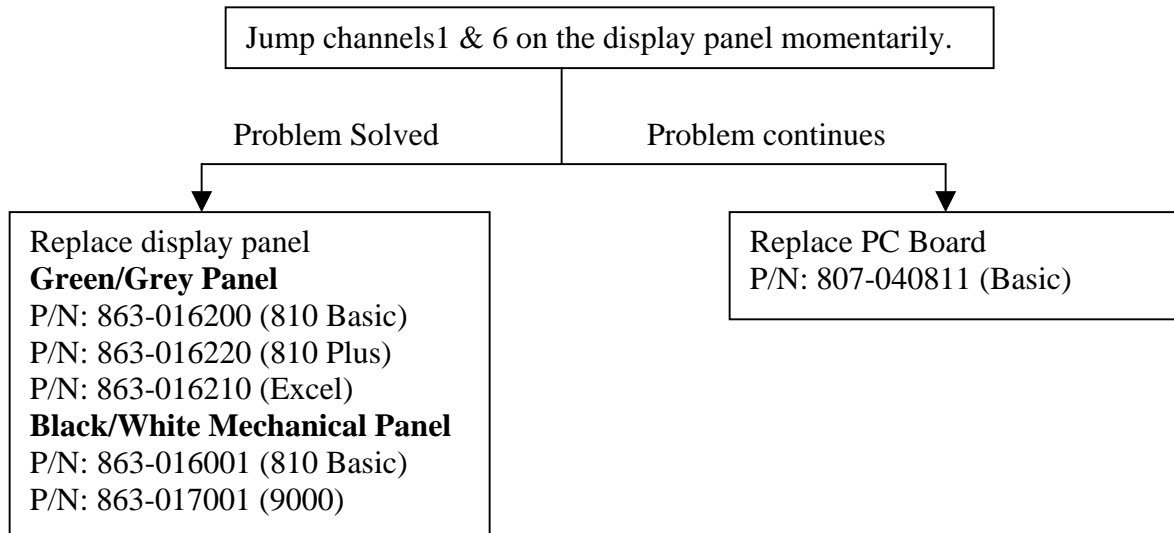 Jump channels1 & 6 on the display panel momentarily.
Problem Solved
Problem continues
Replace display panel
Green/Grey Panel
P/N: 863-016200 (810 Basic)
P/N: 863-016220 (810 Plus)
P/N: 863-016210 (Excel)
Black/White Mechanical Panel
P/N: 863-016001 (810 Basic)
P/N: 863-017001 (9000)
Replace PC Board
P/N: 807-040811 (Basic)